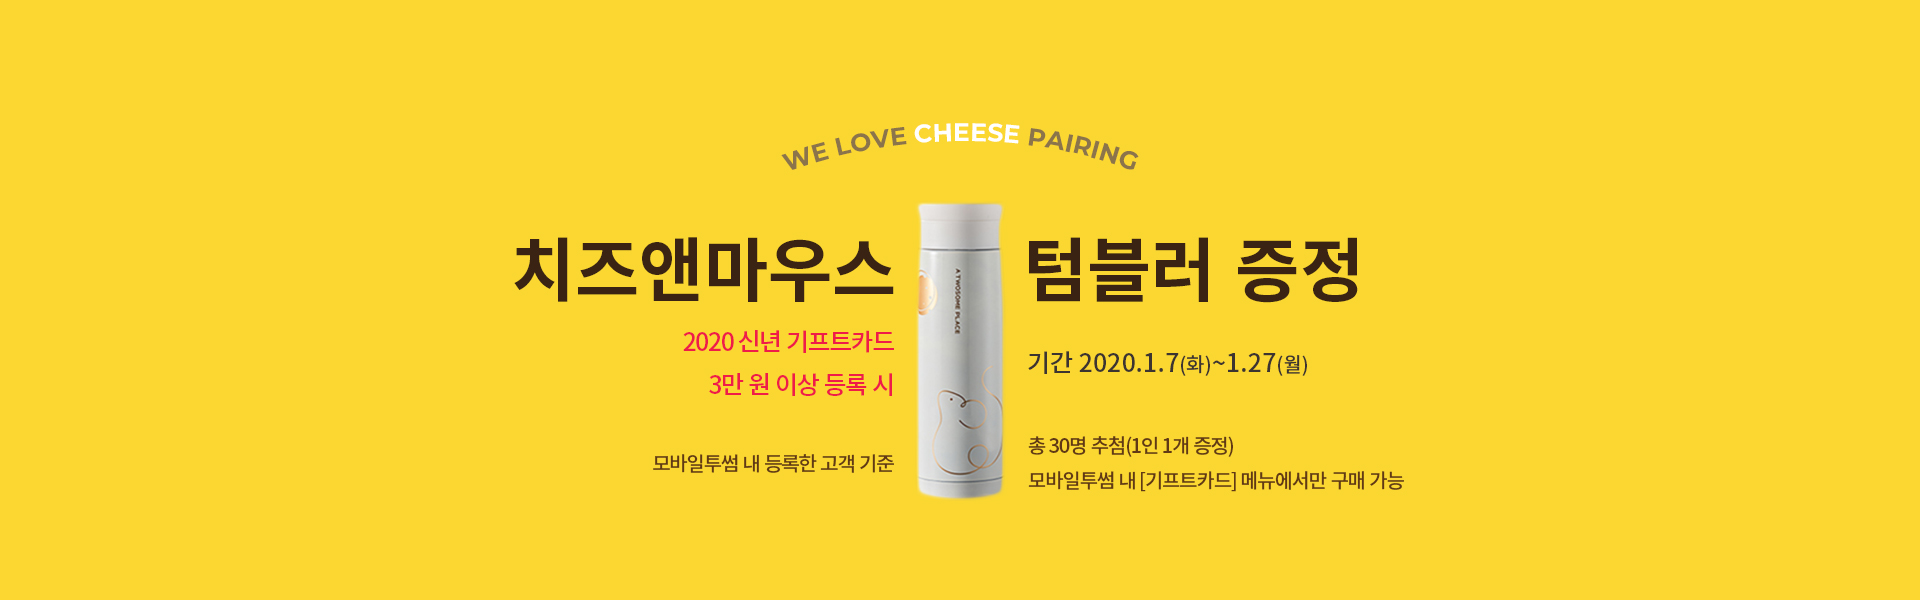 WE LOVE CHEESE PAIRING
치즈앤마우스
텀블러 증정
2020 신년 기프트카드
3만 원 이상 등록 시
모바일투썸 내 등록한 고객 기준
A TWOSOME PLACE
기간 2020.1.7(화)~1.27(월)
총 30명 추첨(1인 1개 증정)
모바일투썸 내 [기프트카드] 메뉴에서만 구매 가능